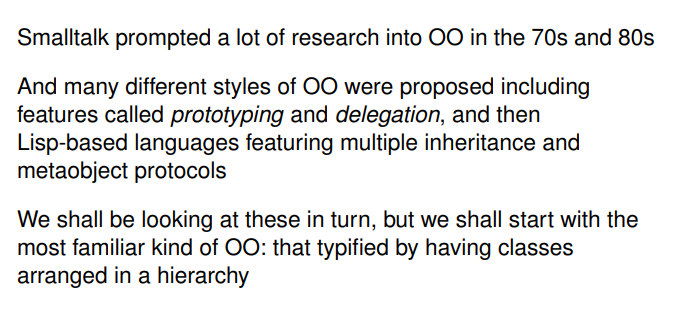 Smalltalk prompted a lot of research into OO in the 70s and 80s
And many different styles of OO were proposed including
features called prototyping and delegation, and then
Lisp-based languages featuring multiple inheritance and
metaobject protocols
We shall be looking at these in turn, but we shall start with the
most familiar kind of OO: that typified by having classes
arranged in a hierarchy